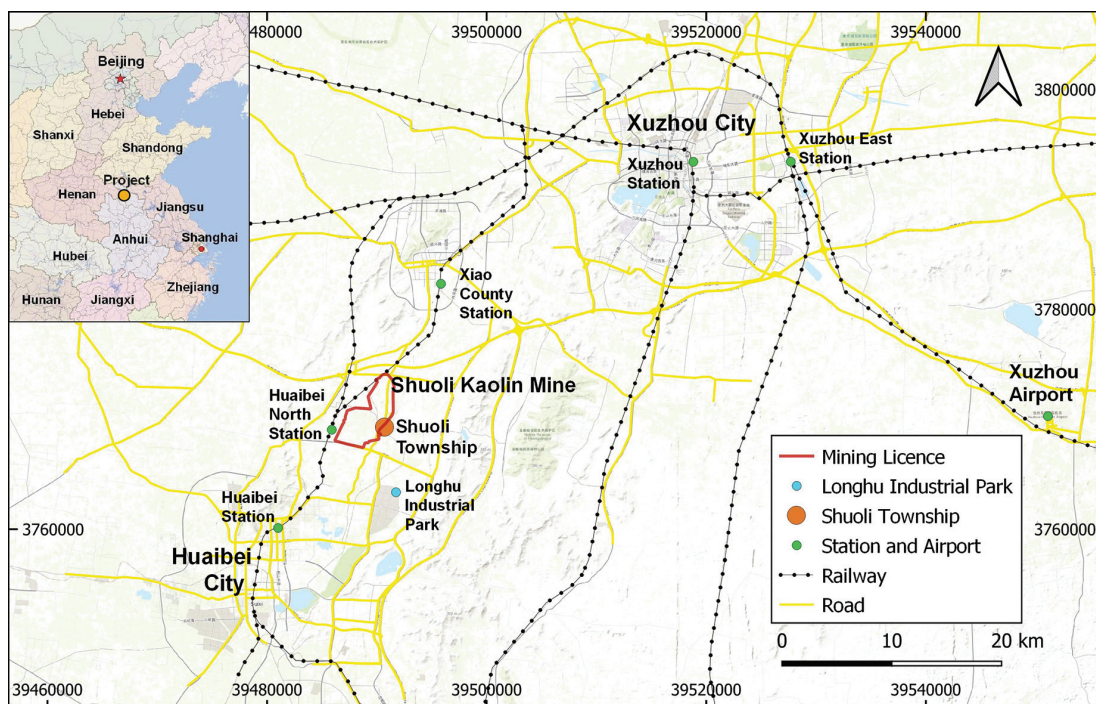 39480000
39500000
39520000
39540000
3800000
Beijing
Hebei
Shanxi
Shandong
Project
Henan
Jiangsu
Anhui
Shanghai
Hubei
Zhejiang
Hunan
Jiangxi
Xuzhou City
Xuzhou
Station
Xuzhou East
Station
Xiao
County
Station
3780000
Xuzhou
Airport
Shuoli Kaolin Mine
Huaibei
North
Station
Shuoli
Township
Longhu
Industrial
Park
Huaibei
Station
3760000
3760000
Huaibei
City
Mining Licence
Longhu Industrial Park
Shuoli Township
Station and Airport
Railway
Road
0
10
20 km
39460000
39480000
39500000
39520000
39540000